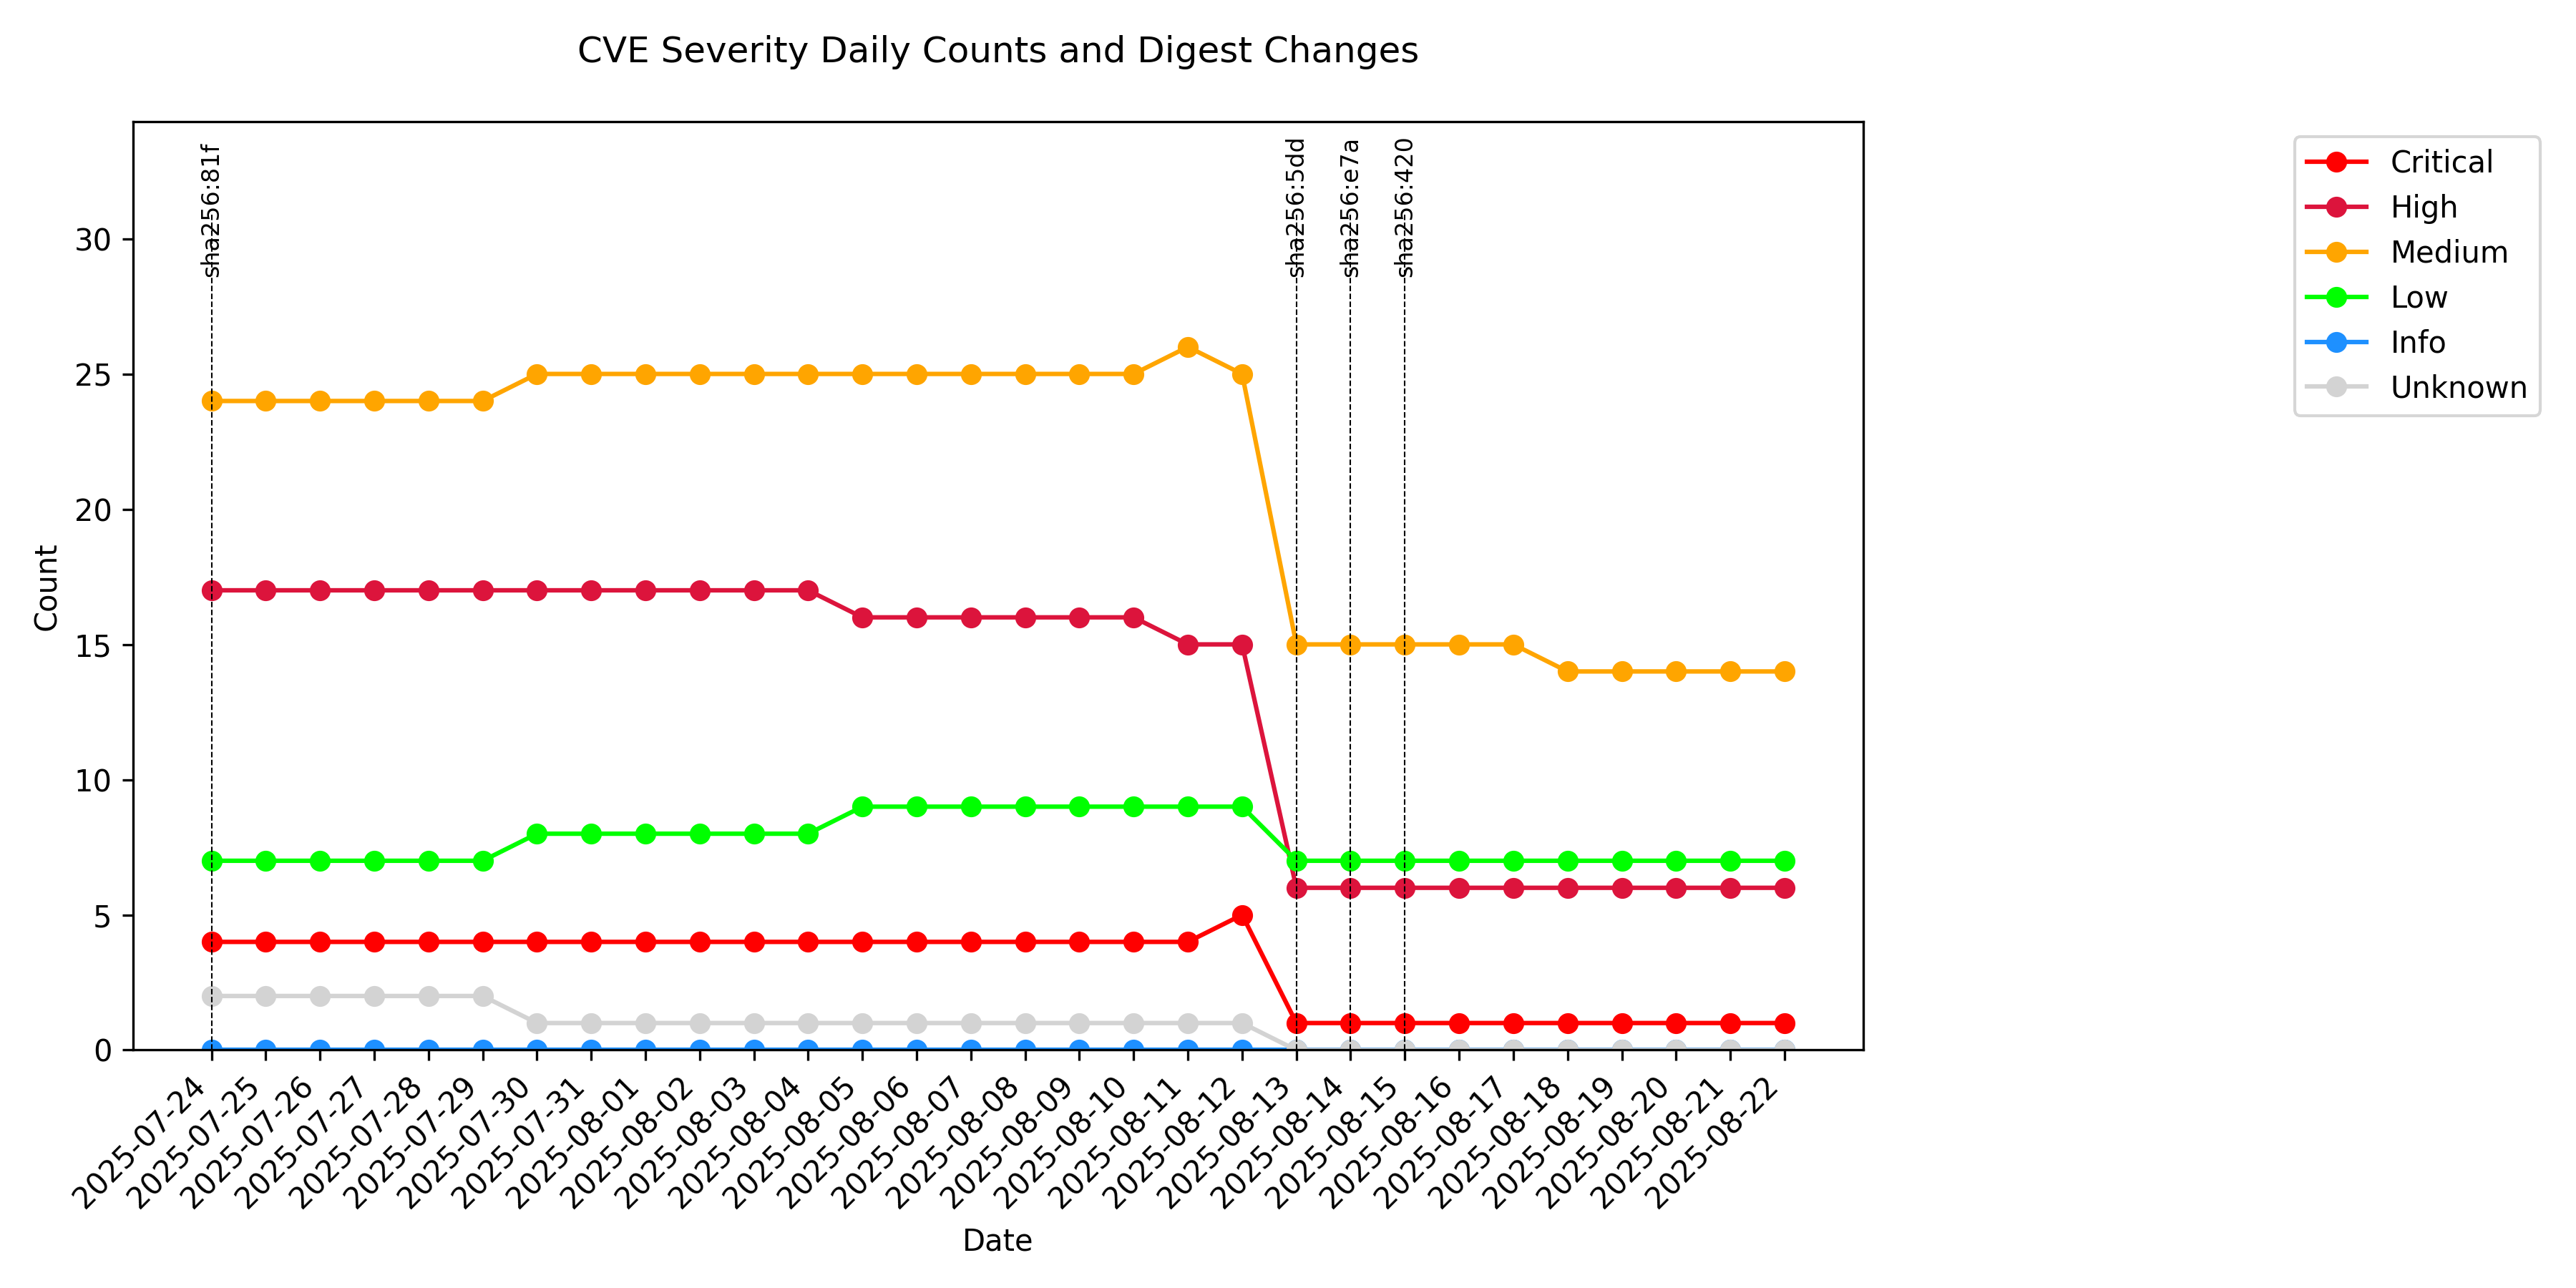 CVE Severity Daily Counts and Digest Changes
sha256:81f
sha256:5dd
sha256:e7a
sha256:420
Critical
High
Medium
Low
Info
Unknown
Count
30
25
20
15
10
5
0
2025-07-24
2025-07-25
2025-07-26
2025-07-27
2025-07-28
2025-07-29
2025-07-30
2025-07-31
2025-08-01
2025-08-02
2025-08-03
2025-08-04
2025-08-05
2025-08-06
2025-08-07
2025-08-08
2025-08-09
2025-08-10
2025-08-11
2025-08-12
2025-08-13
2025-08-14
2025-08-15
2025-08-16
2025-08-17
2025-08-18
2025-08-19
2025-08-20
2025-08-21
2025-08-22
Date